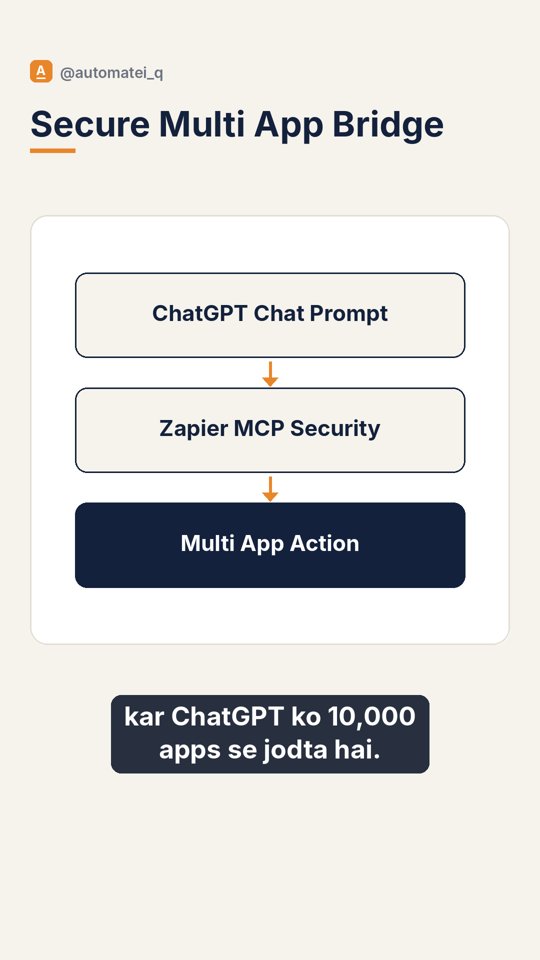 A
@automatei_q
Secure Multi App Bridge
ChatGPT Chat Prompt
Zapier MCP Security
Multi App Action
kar ChatGPT ko 10,000
apps se jodta hai.